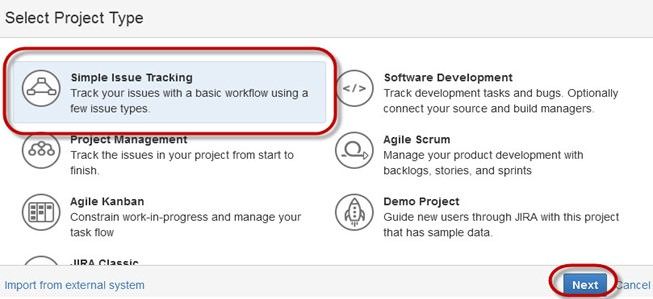 Select Project Type
Simple Issue Tracking
Track your issues with a basic workflow using a
few issue types.
Software Development
Track development tasks and bugs. Optionally
connect your source and build managers.
Project Management
Track the issues in your project from start to
finish.
Agile Scrum
Manage your product development with
backlogs, stories, and sprints
Agile Kanban
Constrain work-in-progress and manage your
task flow
Demo Project
Guide new users through JIRA with this project
that has sample data.
JIRA Classic
Import from external system
Next
Cancel